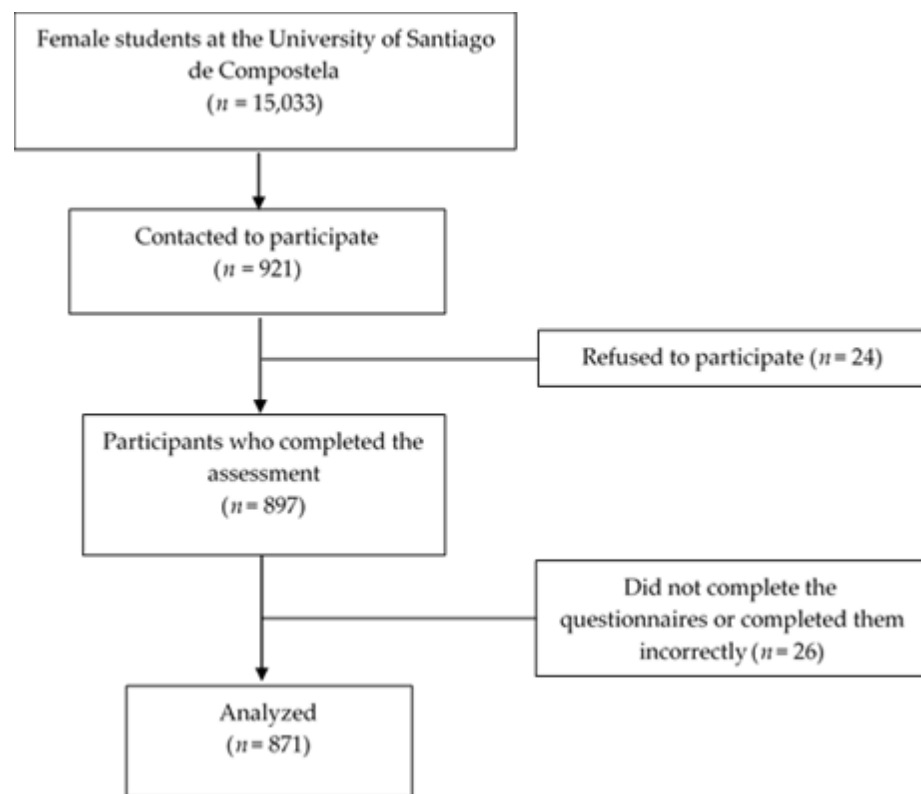 Female students at the University of Santiago
de Compostela
(n = 15,033)
Contacted to participate
(n = 921)
Refused to participate (n = 24)
Participants who completed the
assessment
(n = 897)
Did not complete the
questionnaires or completed them
incorrectly (n = 26)
Analyzed
(n = 871)